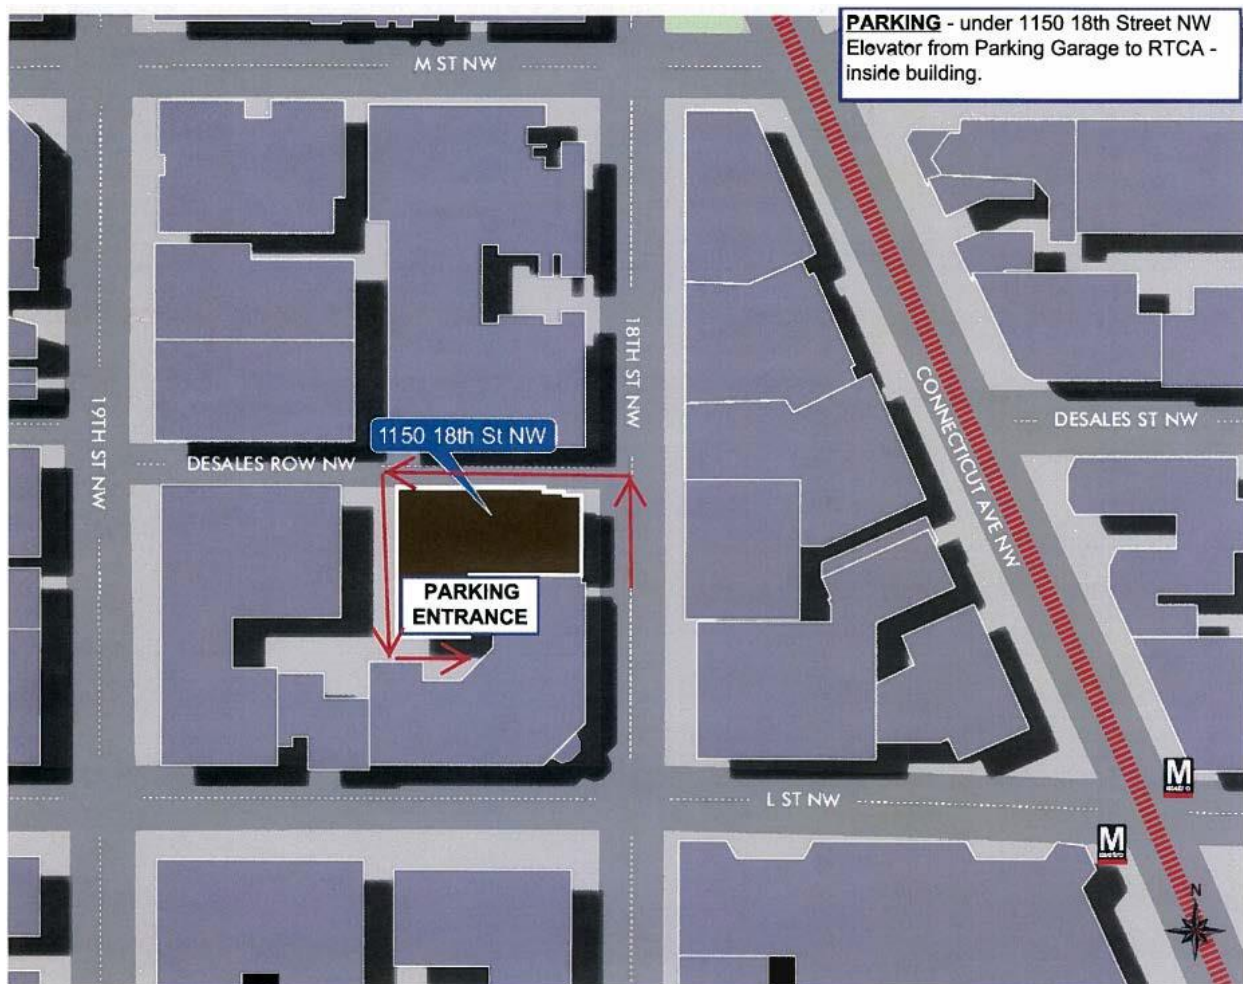 PARKING - under 1150 18th Street NW
Elevator from Parking Garage to RTCA -
inside building.
M ST NW
18TH ST NW
CONNECTICUT AVE NW
19TH ST NW
DESALES ST NW
1150 18th St NW
DESALES ROW NW
PARKING
ENTRANCE
M
metro
L ST NW
M
metro
N